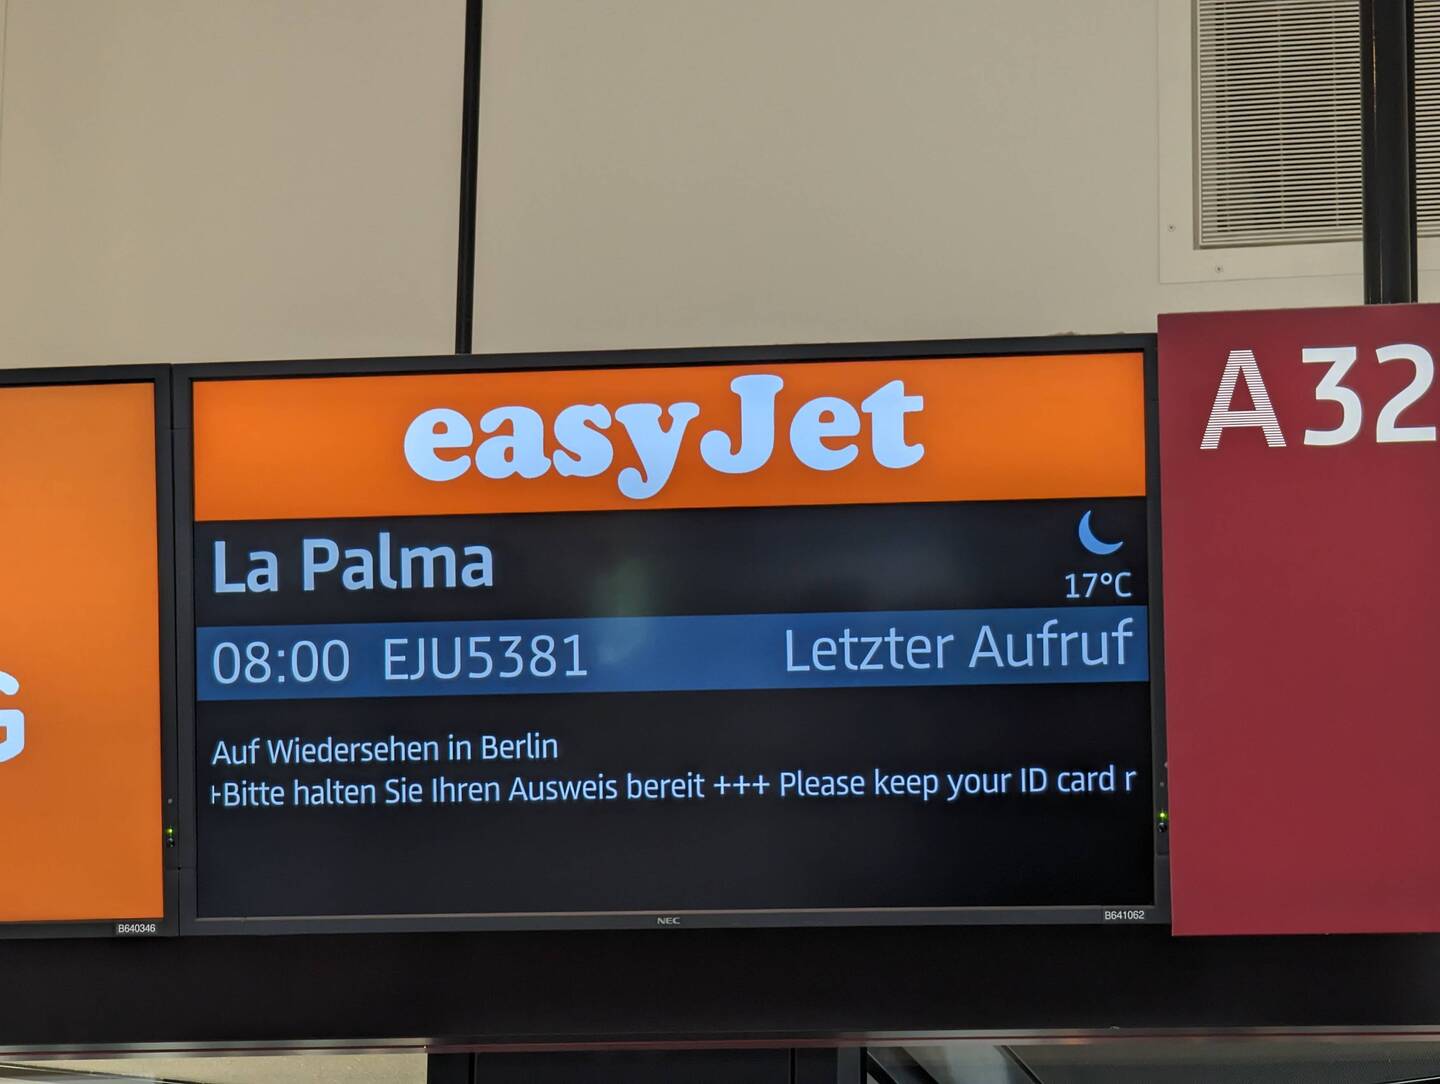 easyJet
A32
La Palma
17°C
08:00 EJU5381 Letzter Aufruf
Auf Wiedersehen in Berlin
+Bitte halten Sie Ihren Ausweis bereit +++ Please keep your ID card r
G
NEC
B640346
B641062